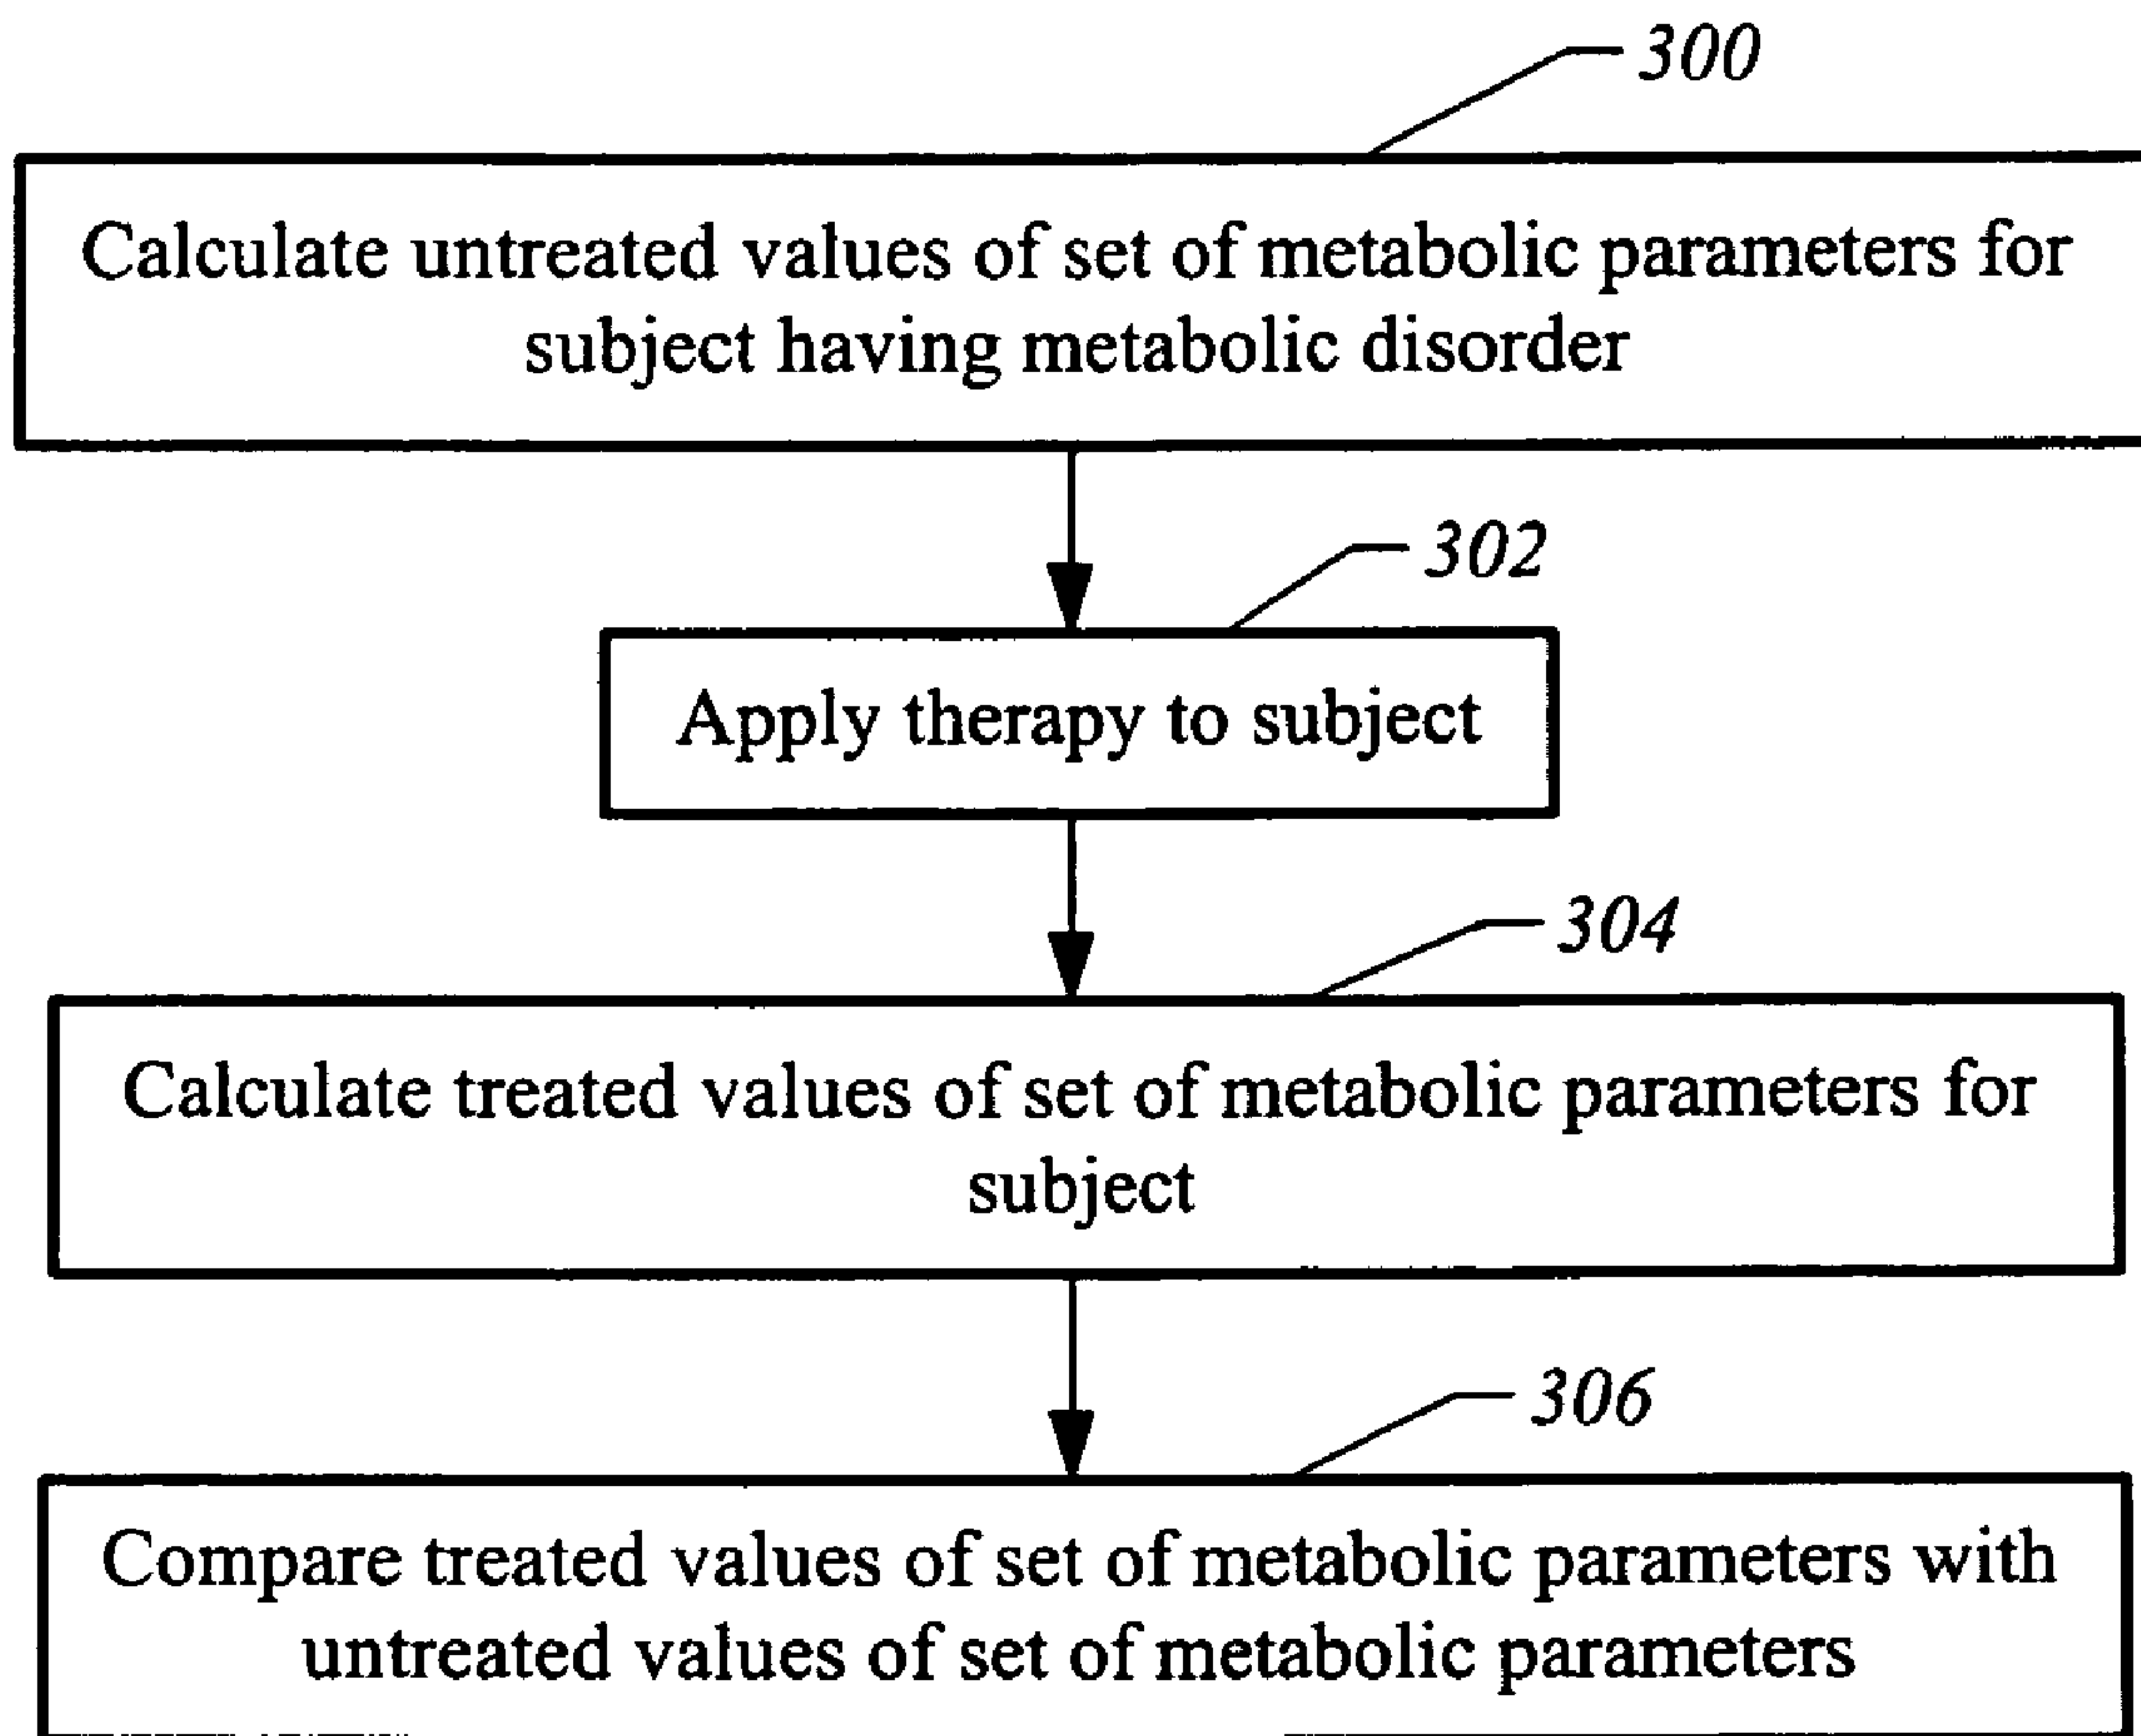 300
Calculate untreated values of set of metabolic parameters for
subject having metabolic disorder
302
Apply therapy to subject
304
Calculate treated values of set of metabolic parameters for
subject
306
Compare treated values of set of metabolic parameters with
untreated values of set of metabolic parameters